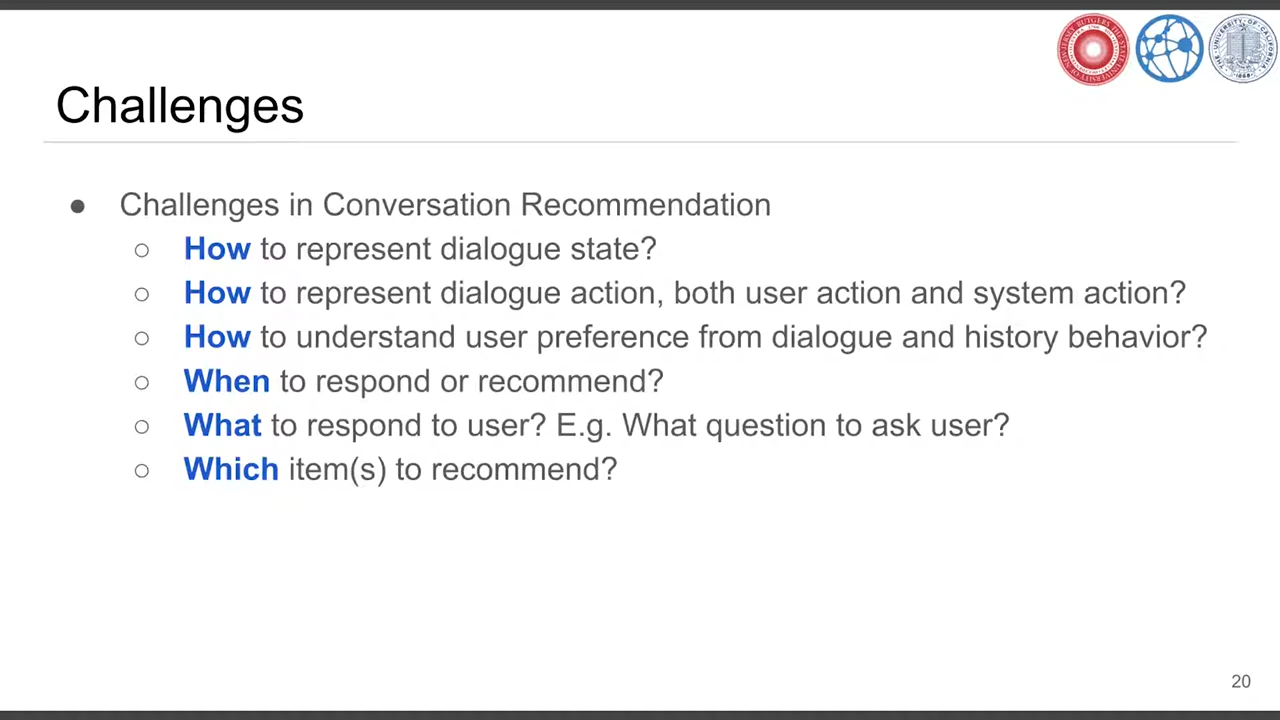 Challenges
● Challenges in Conversation Recommendation
○ How to represent dialogue state?
○ How to represent dialogue action, both user action and system action?
○ How to understand user preference from dialogue and history behavior?
○ When to respond or recommend?
○ What to respond to user? E.g. What question to ask user?
○ Which item(s) to recommend?
20